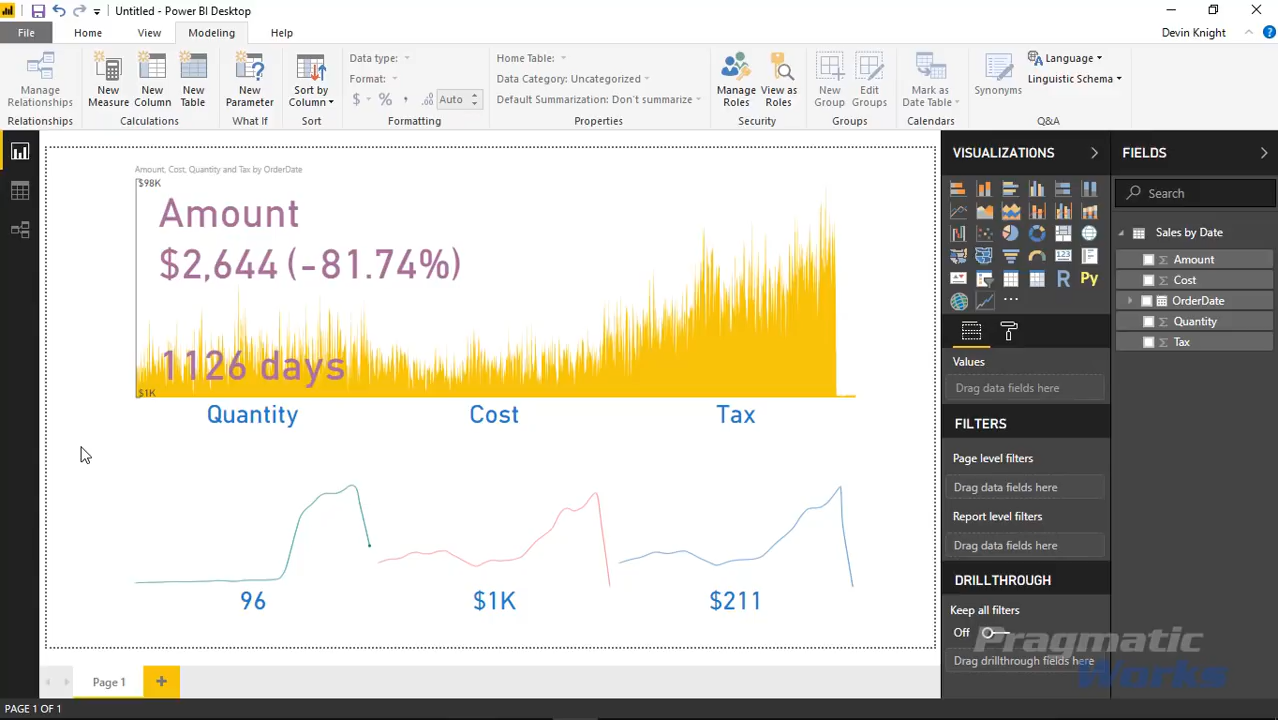 Untitled - Power BI Desktop
File
Home
View
Modeling
Help
Devin Knight
?
Manage
Relationships
Relationships
New
Measure
New
Column
New
Table
Calculations
New
Parameter
What If
Sort by
Column
Sort
Data type:
Format:
$ % , .00 Auto
Formatting
Home Table:
Data Category: Uncategorized
Default Summarization: Don't summarize
Properties
Manage
Roles
View as
Roles
Security
New
Group
Edit
Groups
Groups
Mark as
Date Table
Calendars
Synonyms
Language
Linguistic Schema
Q&A
Amount, Cost, Quantity and Tax by OrderDate
$98K
Amount
$2,644 (-81.74%)
1126 days
$1K
Quantity
Cost
Tax
96
$1K
$211
VISUALIZATIONS
123
R
Py
Values
Drag data fields here
FILTERS
Page level filters
Drag data fields here
Report level filters
Drag data fields here
DRILLTHROUGH
Keep all filters
Off
Drag drillthrough fields here
FIELDS
Search
Sales by Date
Σ Amount
Σ Cost
OrderDate
Σ Quantity
Σ Tax
Pragmatic
Works
Page 1
+
PAGE 1 OF 1